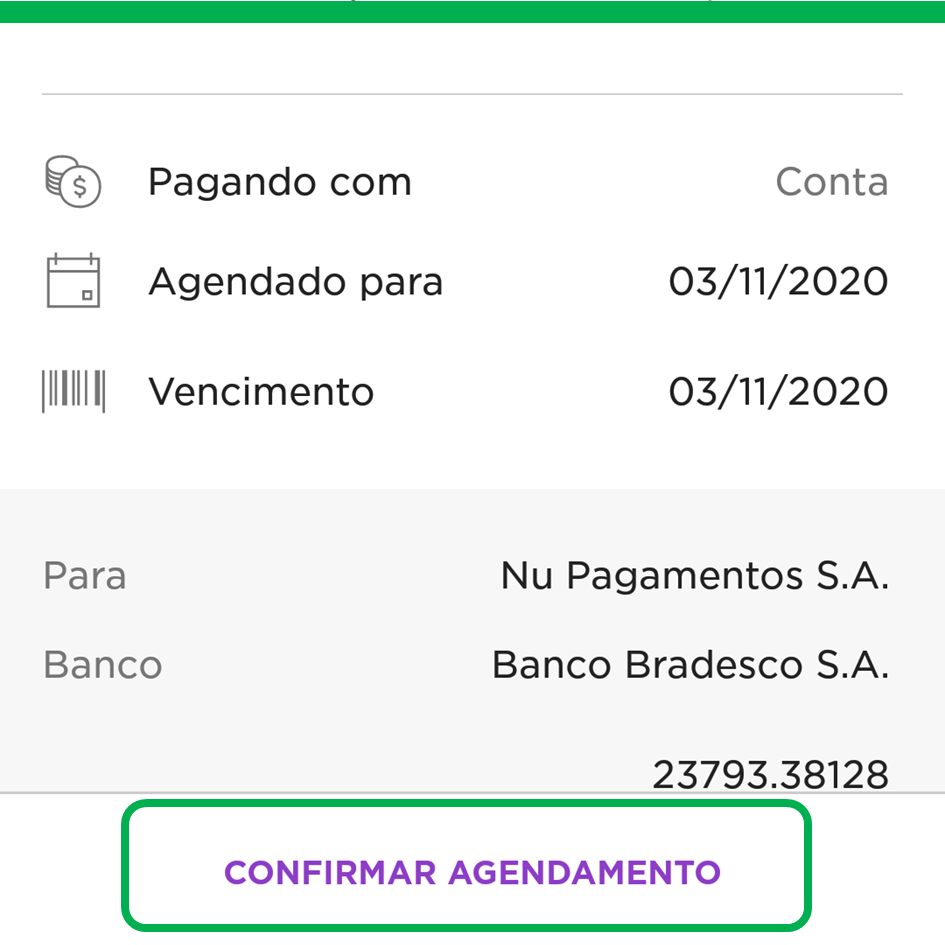 Pagando com Conta
Agendado para 03/11/2020
Vencimento 03/11/2020
Para Nu Pagamentos S.A.
Banco Banco Bradesco S.A.
23793.38128
CONFIRMAR AGENDAMENTO